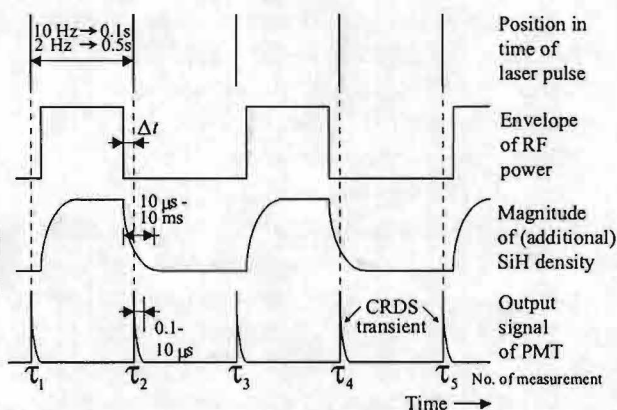 10 Hz → 0.1s
2 Hz → 0.5s
Position in
time of
laser pulse
Δt
Envelope
of RF
power
10 μs -
10 ms
Magnitude
of (additional)
SiH density
0.1-
10 μs
CRDS
transient
Output
signal
of PMT
τ1 τ2 τ3 τ4 τ5 No. of measurement
Time →